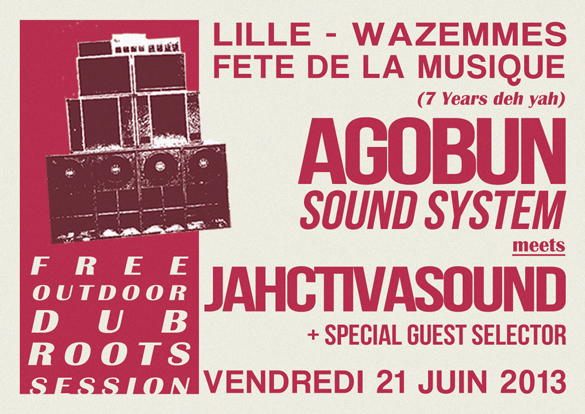 LILLE - WAZEMMES
FETE DE LA MUSIQUE
(7 Years deh yah)
AGOBUN
SOUND SYSTEM
meets
JAHCTIVASOUND
+ SPECIAL GUEST SELECTOR
VENDREDI 21 JUIN 2013
FREE
OUTDOOR
DUB
ROOTS
SESSION